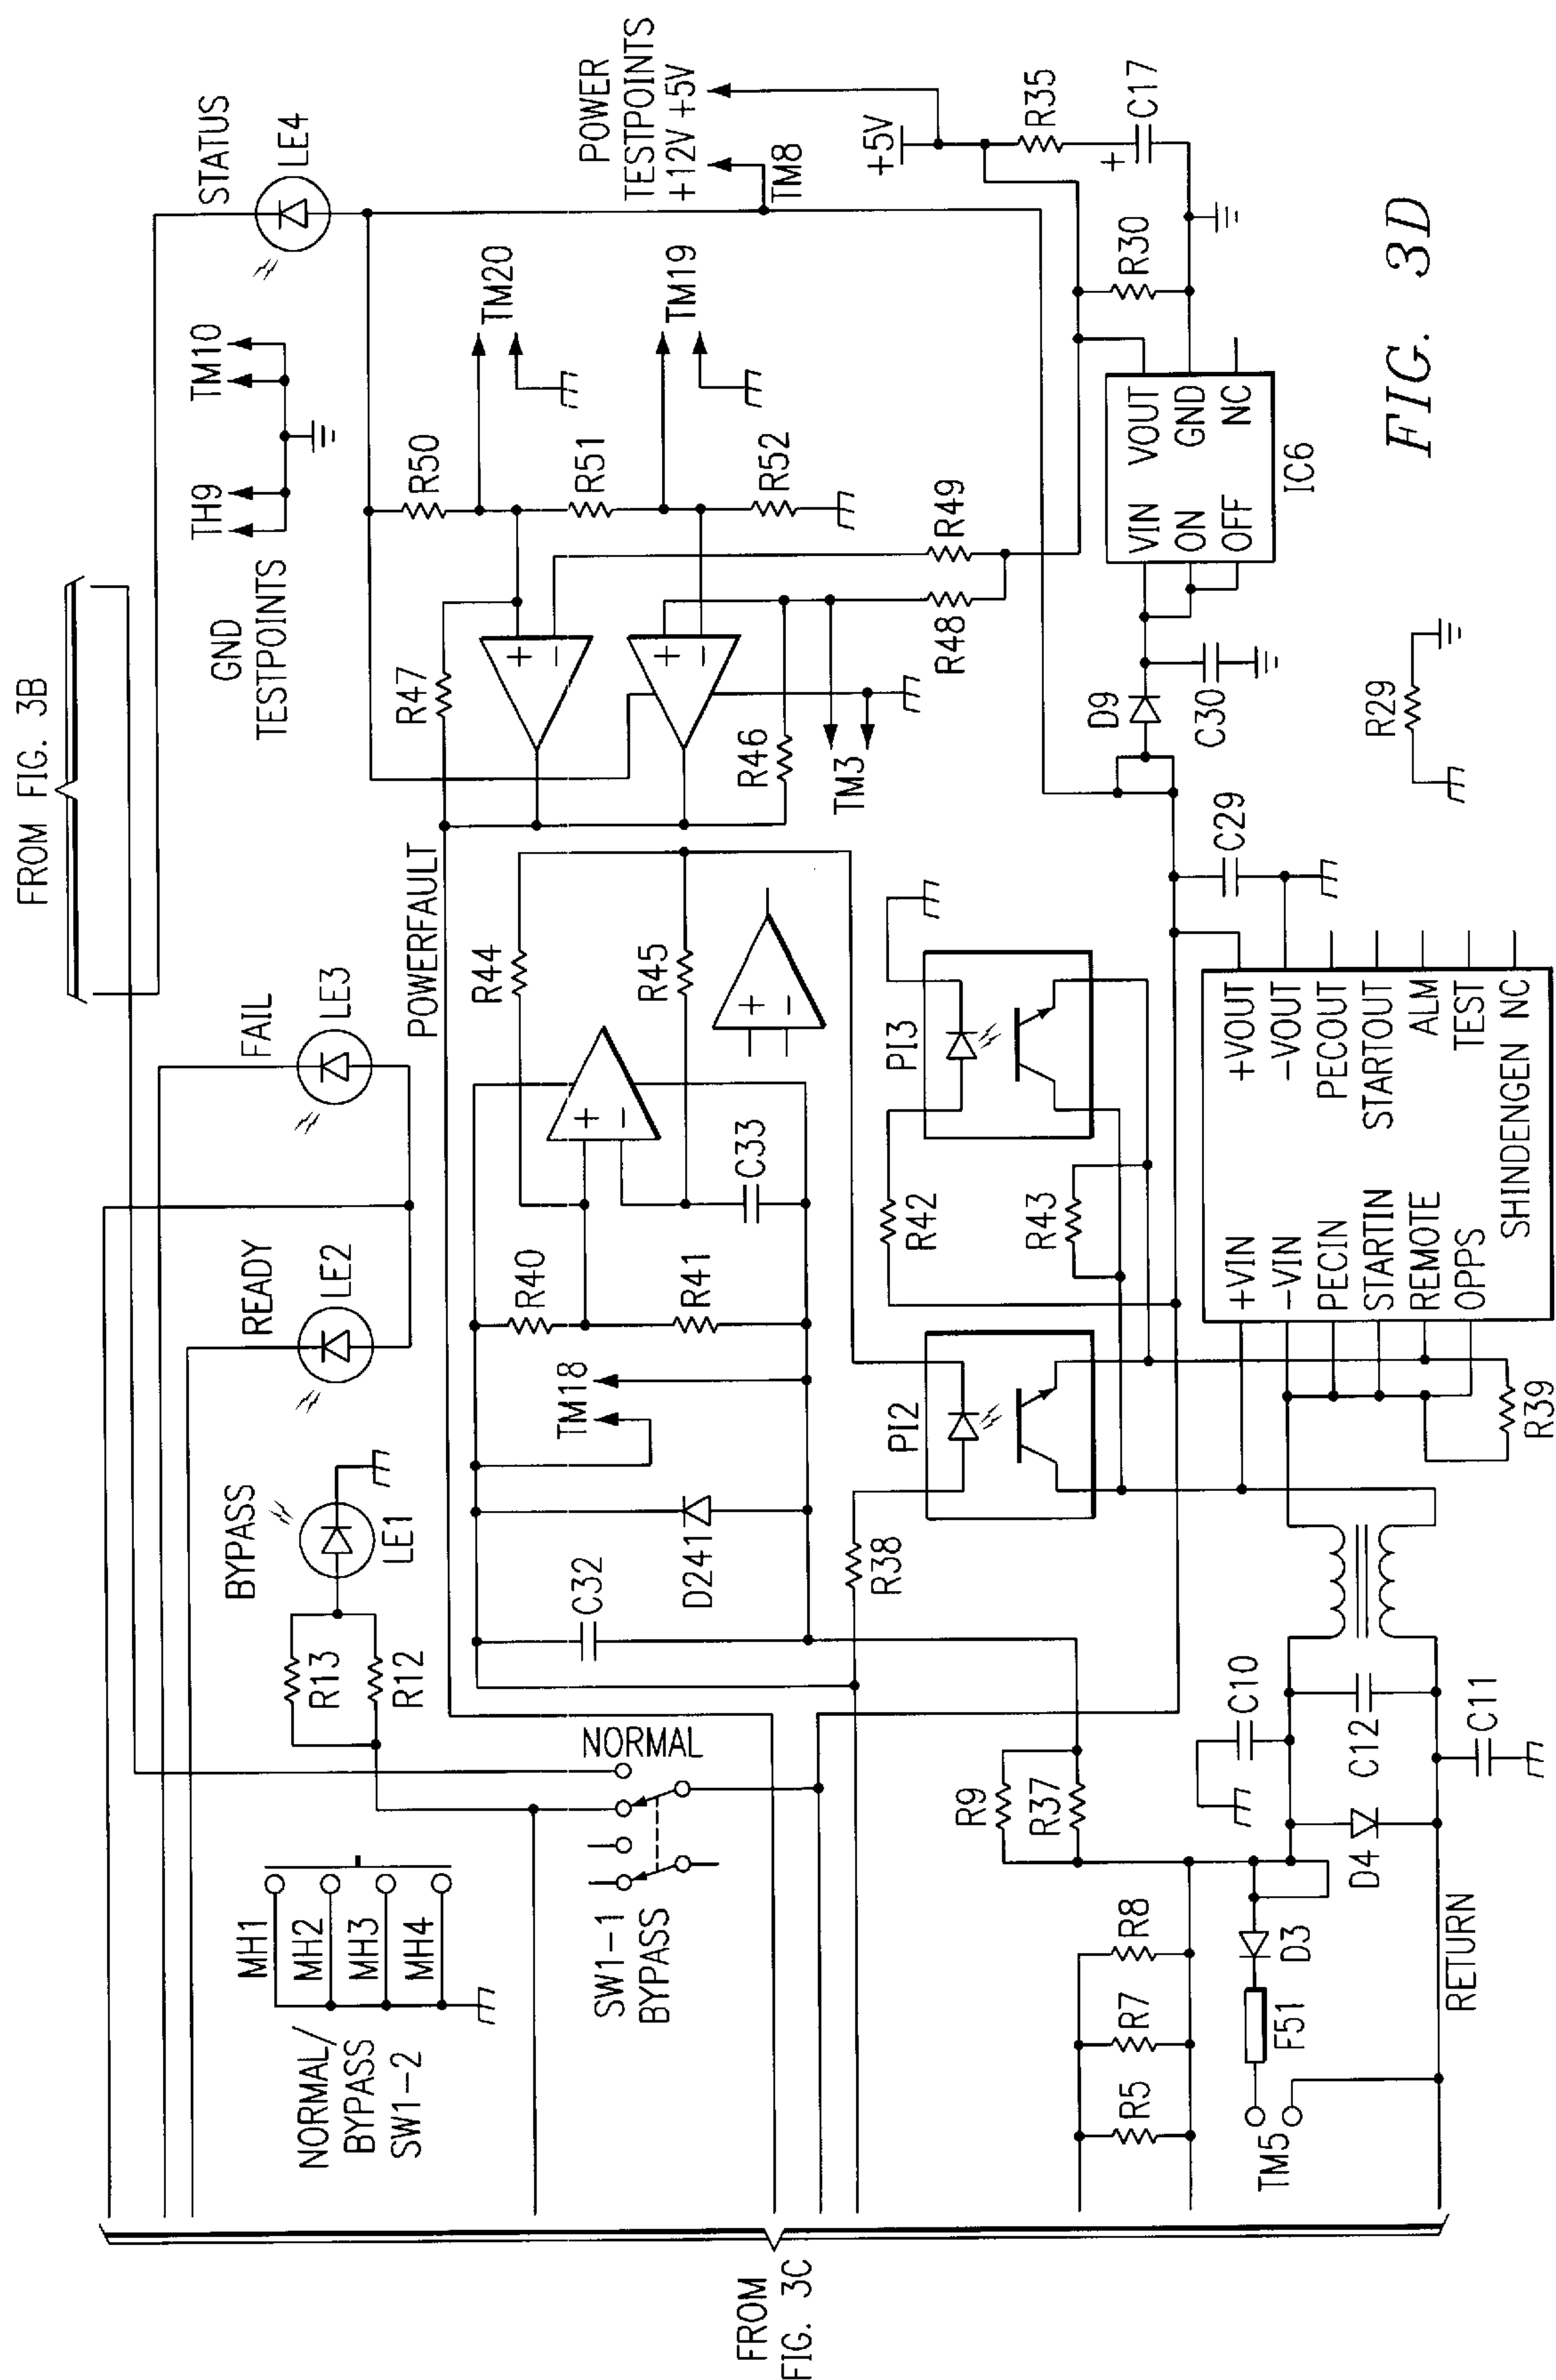 FROM FIG. 3B
FROM
FIG. 3C
NORMAL/
BYPASS
SW1-2
MH1
MH2
MH3
MH4
BYPASS
LE1
R13
R12
READY
LE2
FAIL
LE3
STATUS
LE4
GND
TESTPOINTS
TH9
TM10
POWER
TESTPOINTS
+12V +5V
TM8
SW1-1
BYPASS
NORMAL
POWERFAULT
C32
D241
TM18
R40
R41
C33
R44
R45
+
−
+
−
R47
+
−
+
−
R46
TM3
R48
R49
R50
R51
R52
TM20
TM19
+5V
R35
+
C17
R30
R38
PI2
PI3
R42
R43
R9
R37
R5
R7
R8
TM5
F51
D3
D4
RETURN
C10
C12
C11
R39
+VIN
−VIN
PECIN
STARTIN
REMOTE
OPPS
+VOUT
−VOUT
PECOUT
STARTOUT
ALM
TEST
SHINDENGEN NC
C29
D9
C30
VIN
ON
OFF
VOUT
GND
NC
IC6
R29
FIG. 3D